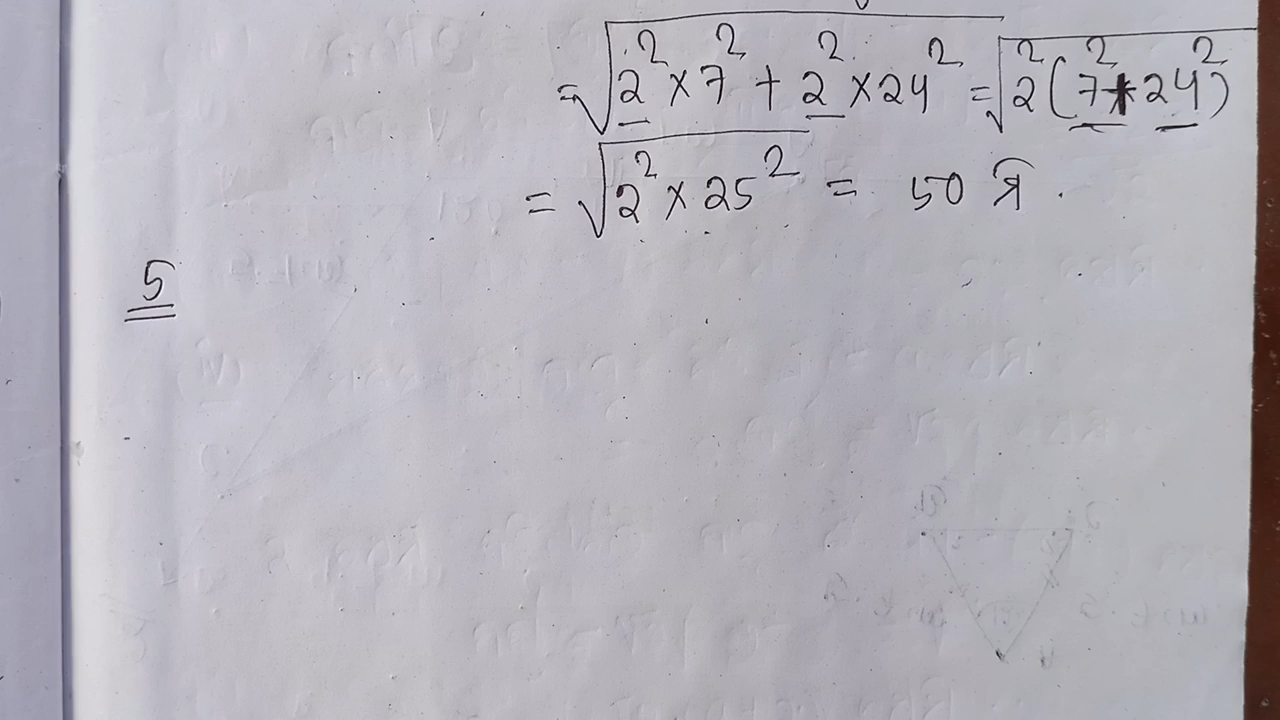 = √(2² × 7² + 2² × 24²) = √(2² (7² + 24²)
= √(2² × 25²) = 50
5